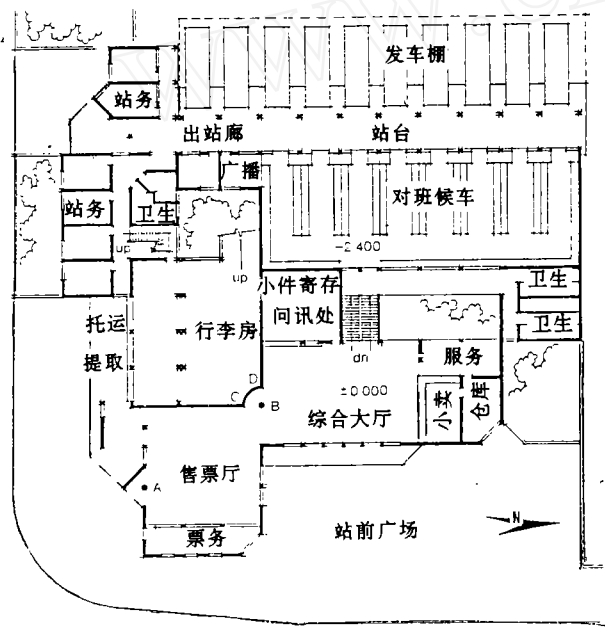 发车棚
站务
出站廊
站台
广播
对班候车
站务
卫生
up
-2.400
up
小件寄存
卫生
托运
行李房
问讯处
卫生
提取
dn
服务
D
±0.000
C
B
综合大厅
小卖
仓库
售票厅
A
N
票务
站前广场